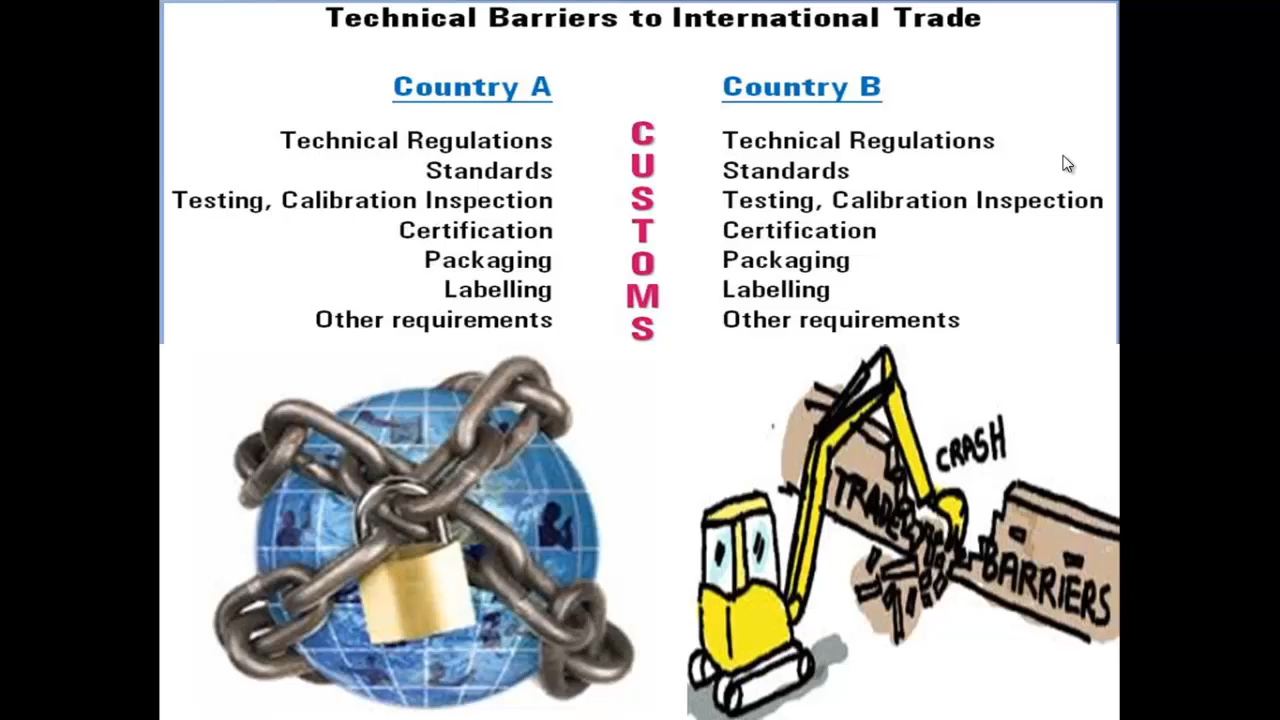 Technical Barriers to International Trade
Country A
Technical Regulations
Standards
Testing, Calibration Inspection
Certification
Packaging
Labelling
Other requirements
CUSTOMS
Country B
Technical Regulations
Standards
Testing, Calibration Inspection
Certification
Packaging
Labelling
Other requirements
CRASH
TRADE
BARRIERS